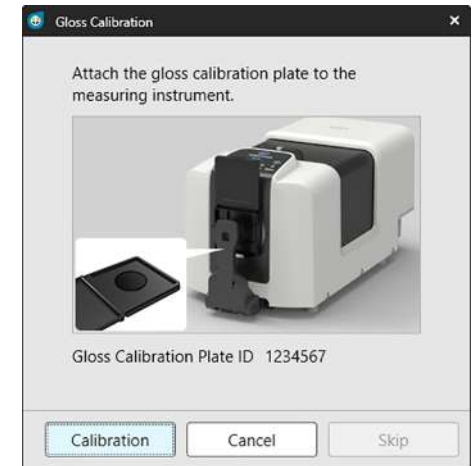 Gloss Calibration
Attach the gloss calibration plate to the
measuring instrument.
Gloss Calibration Plate ID 1234567
Calibration
Cancel
Skip